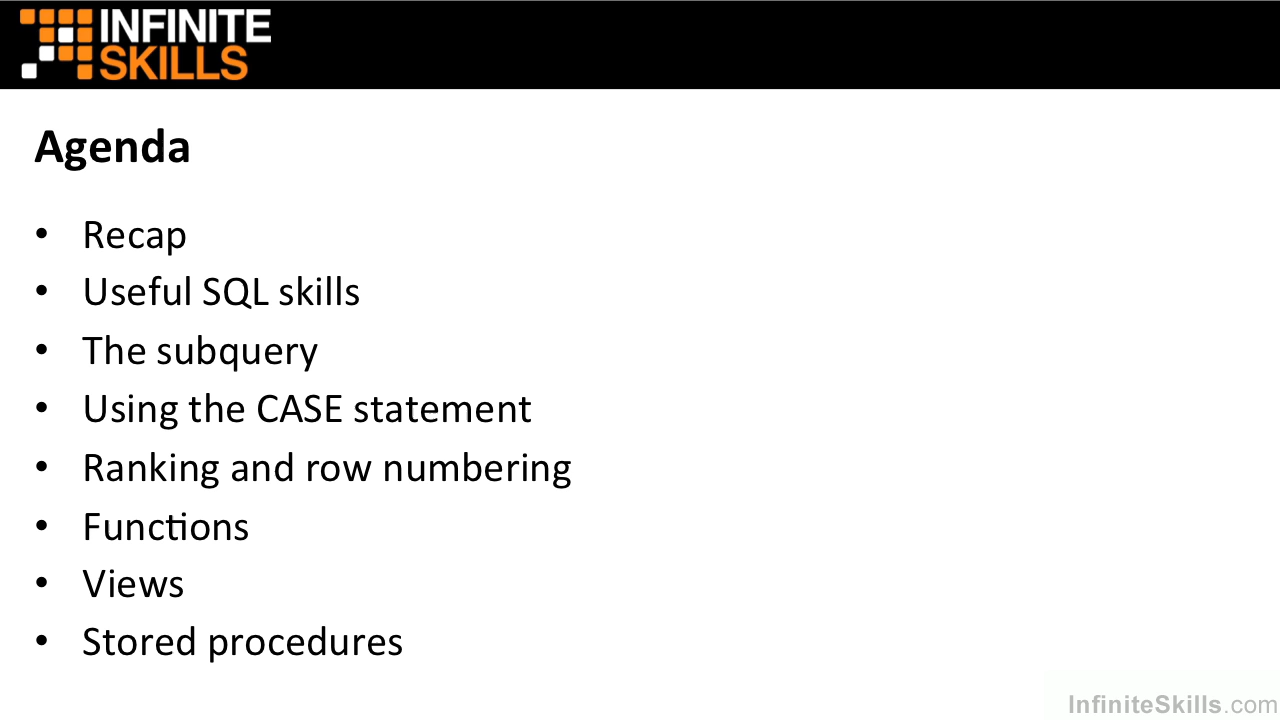 INFINITE
SKILLS
Agenda
• Recap
• Useful SQL skills
• The subquery
• Using the CASE statement
• Ranking and row numbering
• Functions
• Views
• Stored procedures
InfiniteSkills.com